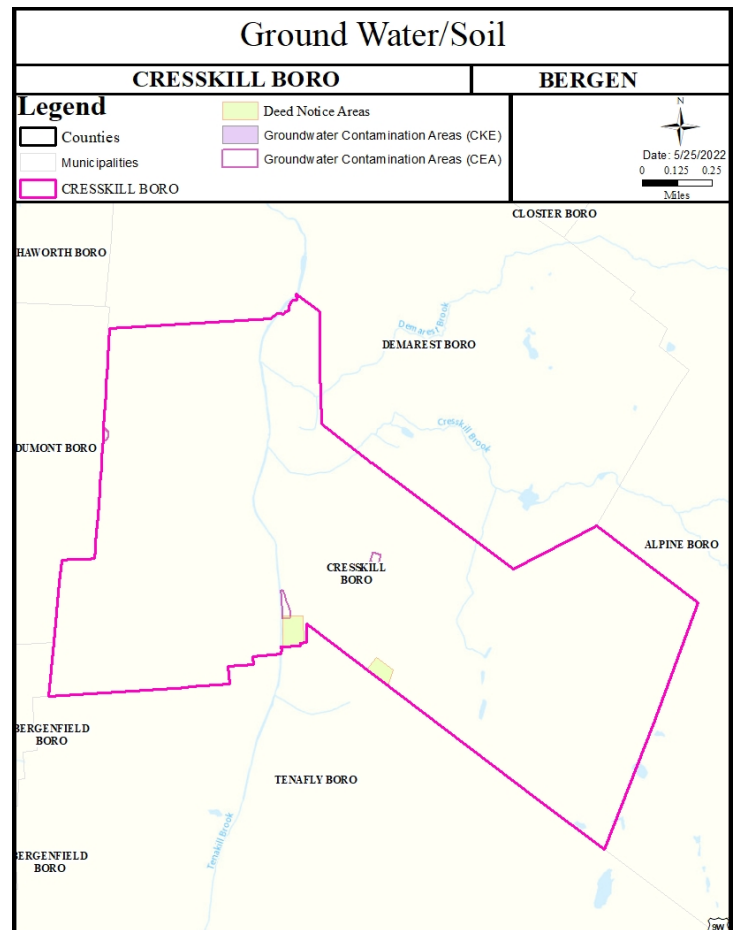 Ground Water/Soil
CRESSKILL BORO
BERGEN
Legend
Counties
Municipalities
CRESSKILL BORO
Deed Notice Areas
Groundwater Contamination Areas (CKE)
Groundwater Contamination Areas (CEA)
N
Date: 5/25/2022
0 0.125 0.25
Miles
CLOSTER BORO
HAWORTH BORO
Demarest Brook
DEMAREST BORO
Cresskill Brook
DUMONT BORO
ALPINE BORO
CRESSKILL
BORO
BERGENFIELD
BORO
TENAFLY BORO
Tenakill Brook
BERGENFIELD
BORO
9W